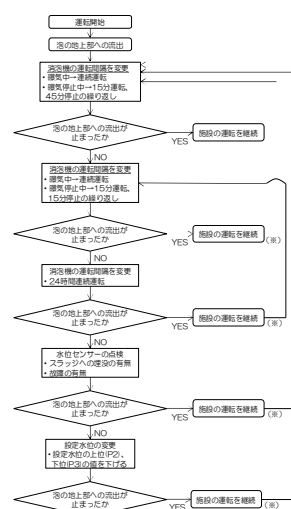 運転開始
泡の地上部への流出
消泡機の運転間隔を変更
・曝気中→連続運転
・曝気停止中→15分運転、
45分停止の繰り返し
泡の地上部への流出が
止まったか
YES
施設の運転を継続
NO
消泡機の運転間隔を変更
・曝気中→連続運転
・曝気停止中→15分運転、
15分停止の繰り返し
泡の地上部への流出が
止まったか
YES
施設の運転を継続
(※)
NO
消泡機の運転間隔を変更
・24時間連続運転
泡の地上部への流出が
止まったか
YES
施設の運転を継続
(※)
NO
水位センサーの点検
・スラッジへの埋没の有無
・故障の有無
泡の地上部への流出が
止まったか
YES
施設の運転を継続
(※)
NO
設定水位の変更
・設定水位の上位(P2)、
下位(P3)の値を下げる
泡の地上部への流出が
止まったか
YES
施設の運転を継続
(※)